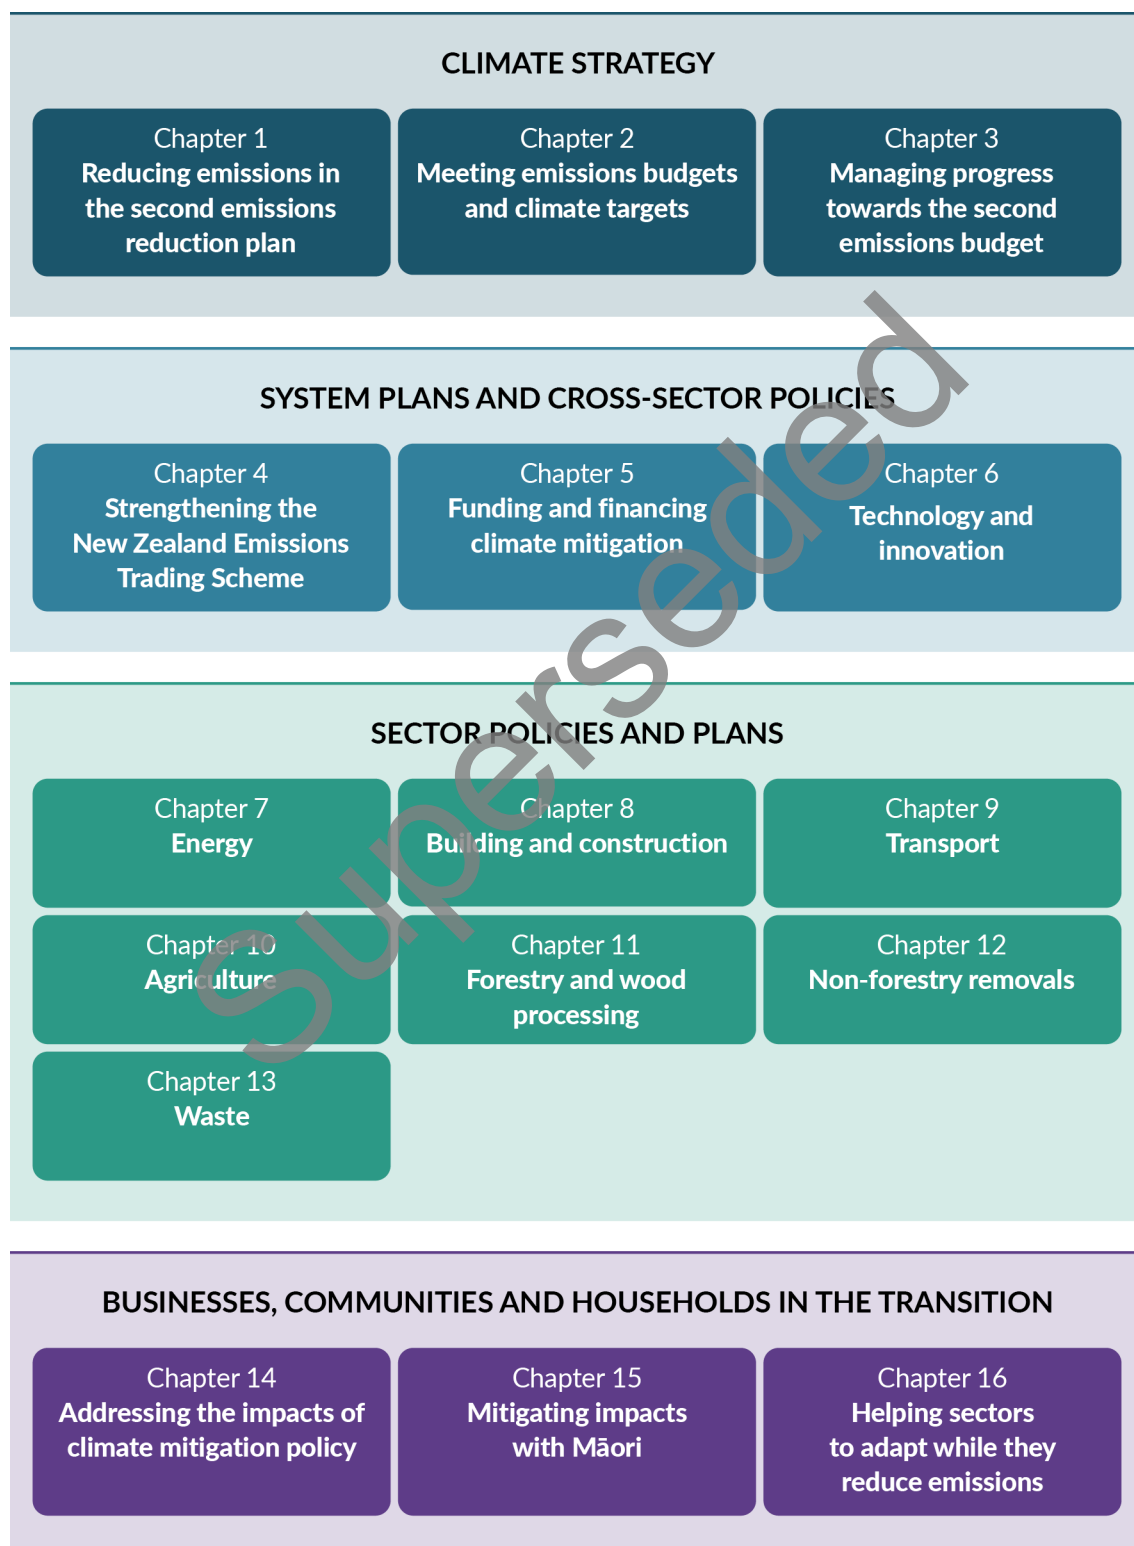 CLIMATE STRATEGY
Chapter 1
Reducing emissions in
the second emissions
reduction plan
Chapter 2
Meeting emissions budgets
and climate targets
Chapter 3
Managing progress
towards the second
emissions budget
SYSTEM PLANS AND CROSS-SECTOR POLICIES
Chapter 4
Strengthening the
New Zealand Emissions
Trading Scheme
Chapter 5
Funding and financing
climate mitigation
Chapter 6
Technology and
innovation
SECTOR POLICIES AND PLANS
Chapter 7
Energy
Chapter 8
Building and construction
Chapter 9
Transport
Chapter 10
Agriculture
Chapter 11
Forestry and wood
processing
Chapter 12
Non-forestry removals
Chapter 13
Waste
BUSINESSES, COMMUNITIES AND HOUSEHOLDS IN THE TRANSITION
Chapter 14
Addressing the impacts of
climate mitigation policy
Chapter 15
Mitigating impacts
with Māori
Chapter 16
Helping sectors
to adapt while they
reduce emissions
Superseded